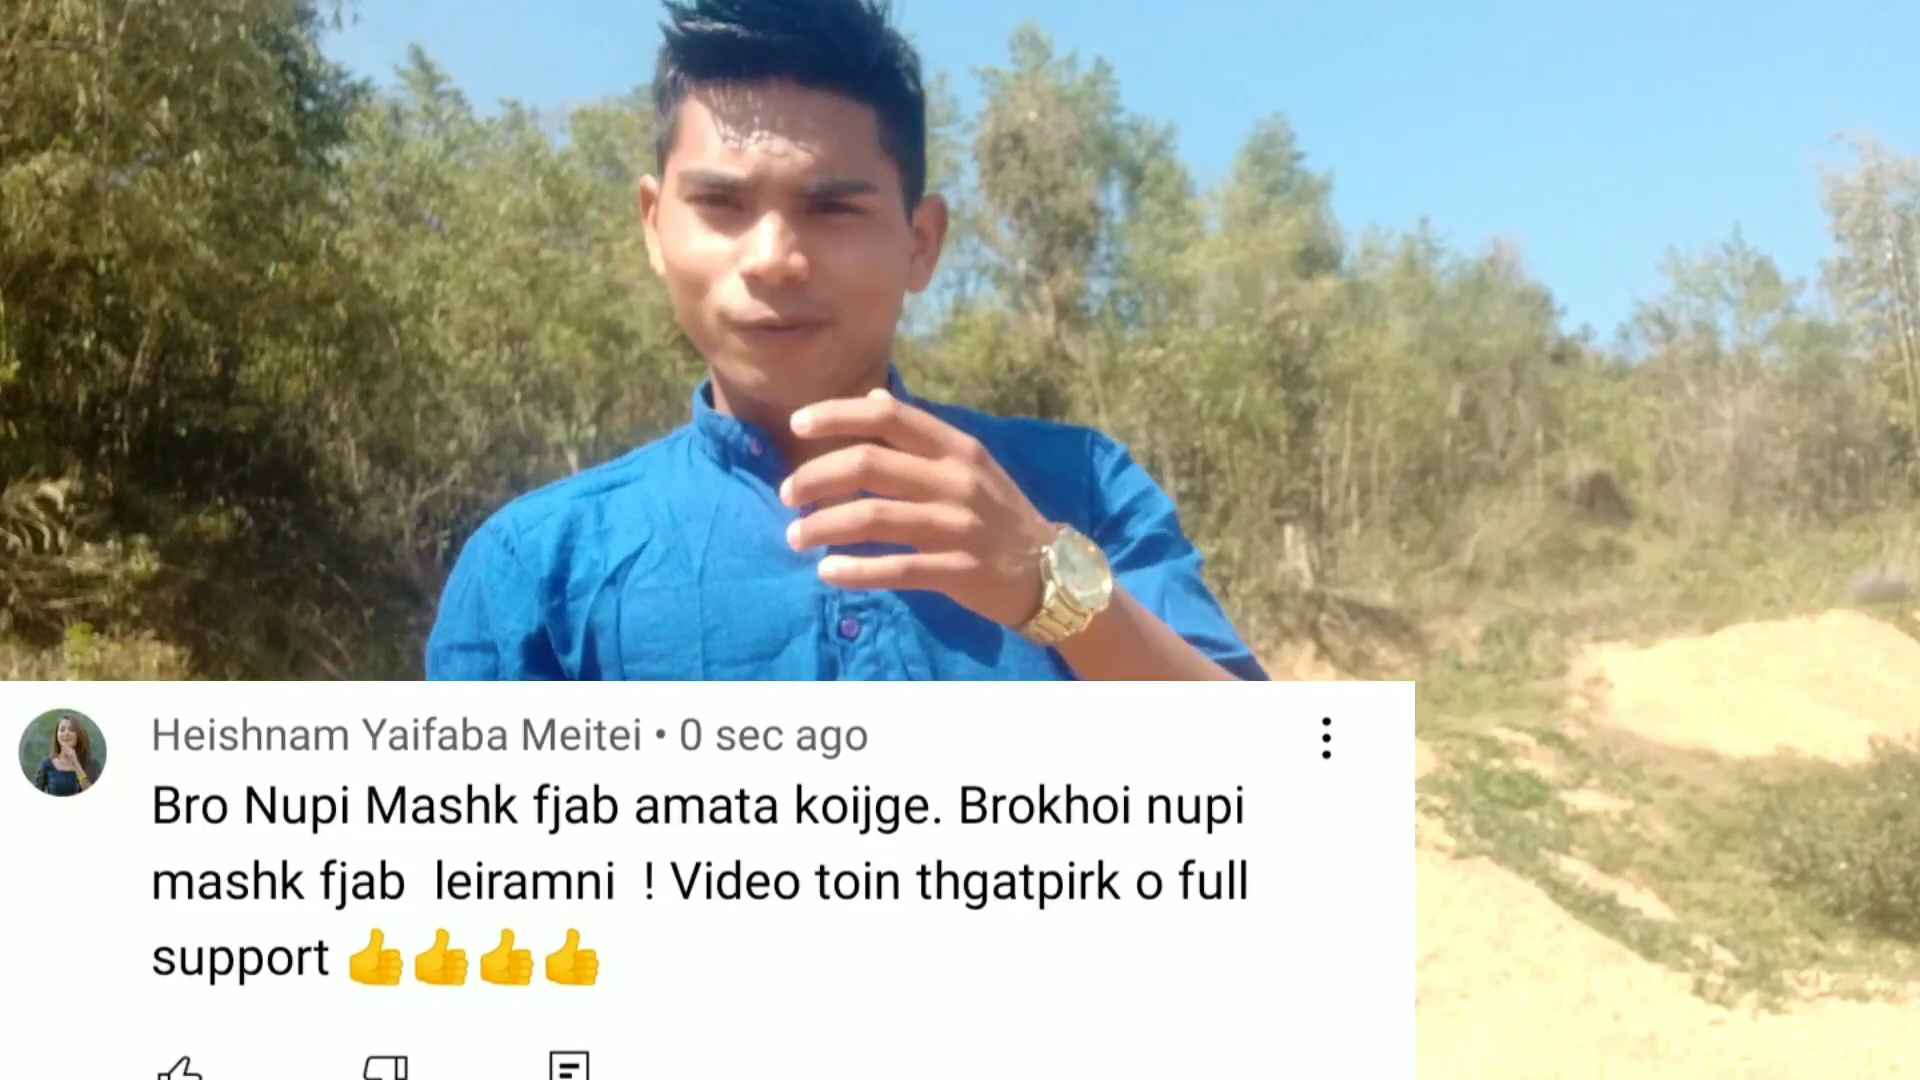 Heishnam Yaifaba Meitei • 0 sec ago
Bro Nupi Mashk fjab amata koijge. Brokhoi nupi
mashk fjab leiramni ! Video toin thgatpirk o full
support 👍👍👍👍